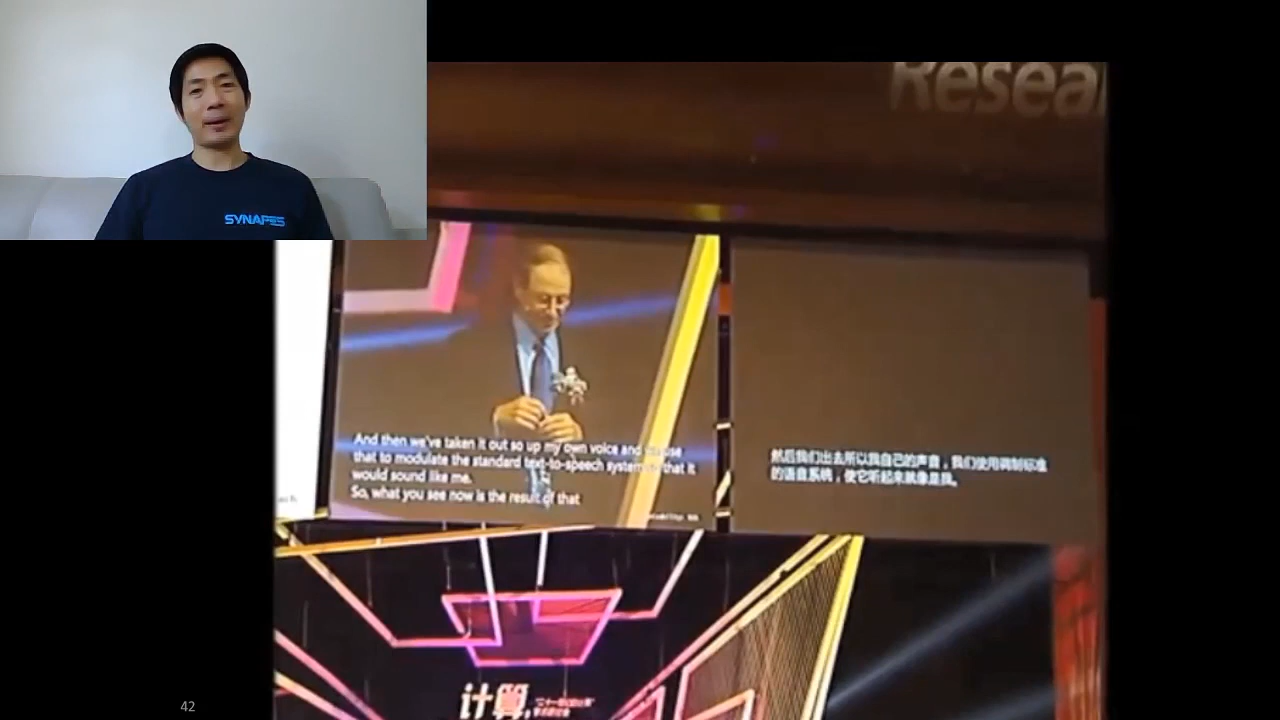 SYNAPES
Resea
And then we've taken it out so up my own voice and use
that to modulate the standard text-to-speech system so that it
would sound like me.
So, what you see now is the result of that
然后我们出去所以我自己的声音，我们使用调制标准
的语音系统，使它听起来就像是我。
计算,
42